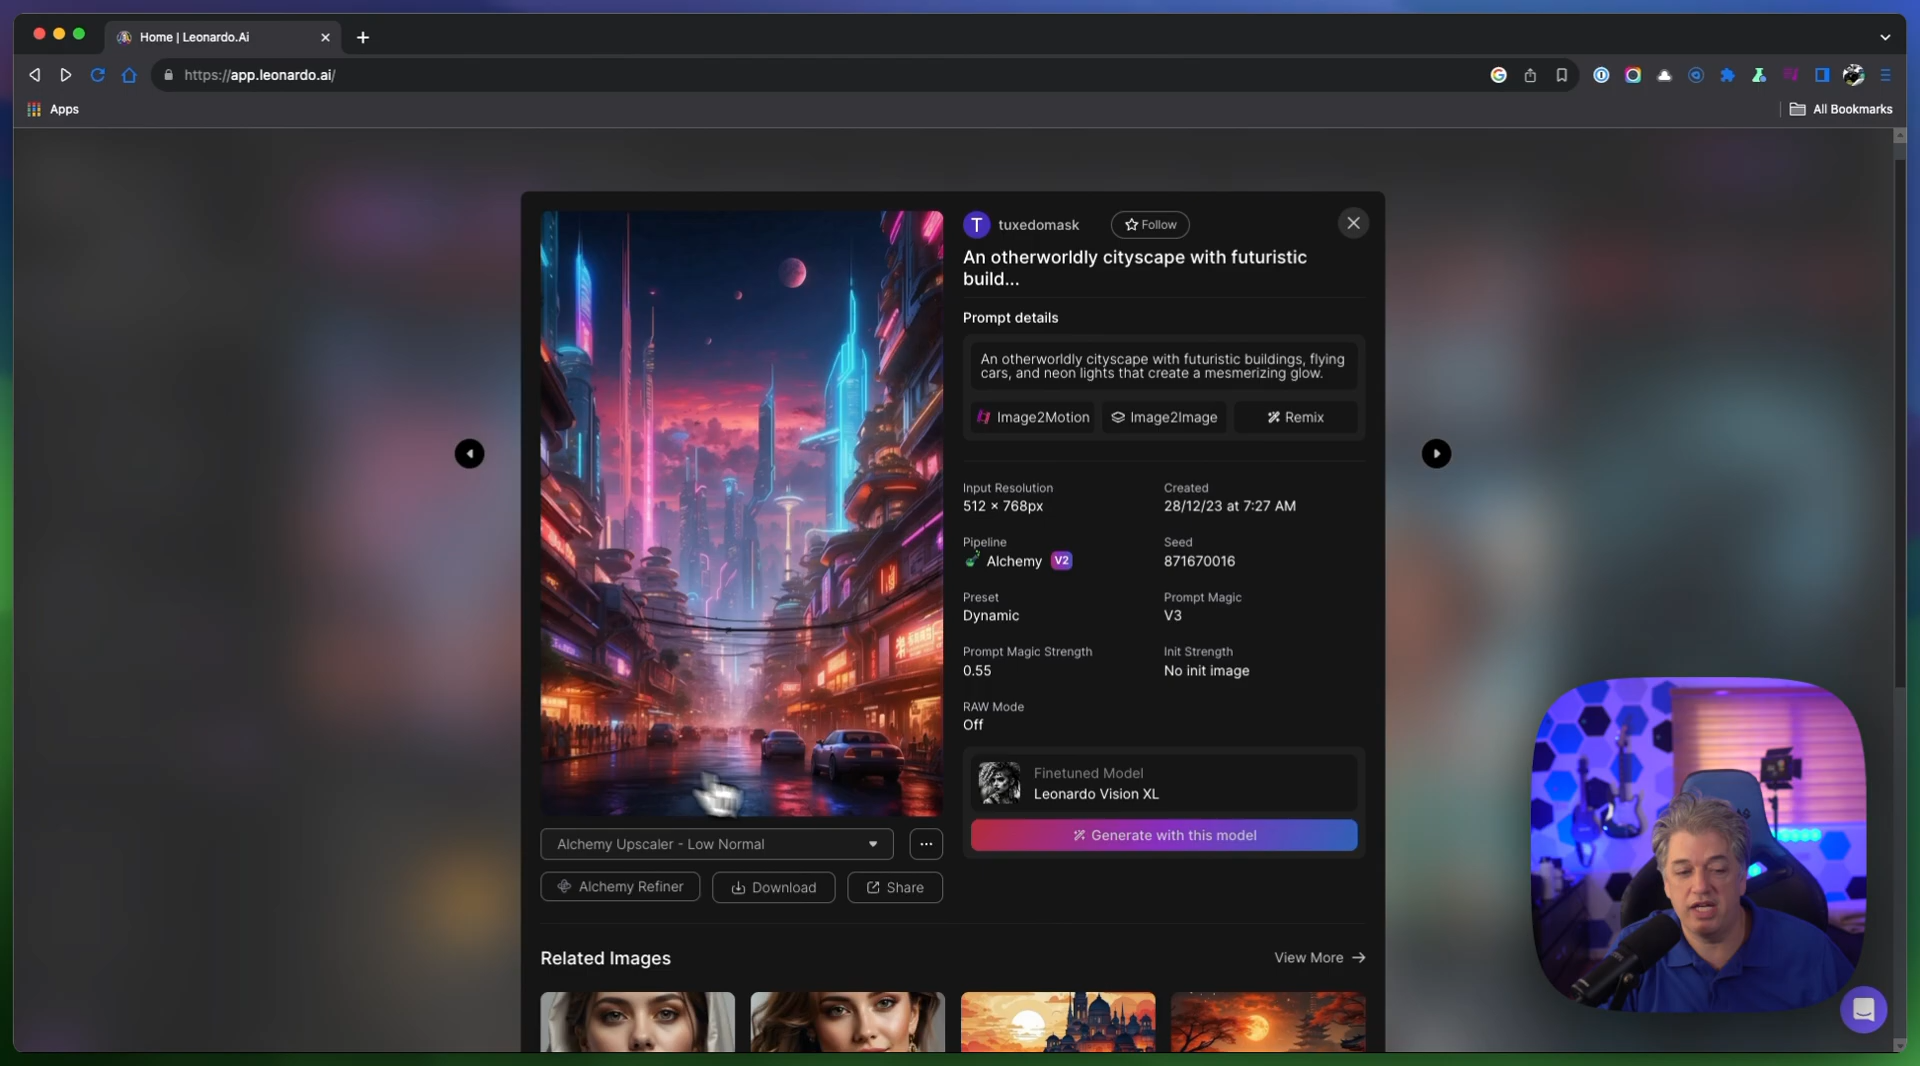 Home | Leonardo.Ai
https://app.leonardo.ai/
Apps
All Bookmarks
T tuxedomask
Follow
An otherworldly cityscape with futuristic
build...
Prompt details
An otherworldly cityscape with futuristic buildings, flying
cars, and neon lights that create a mesmerizing glow.
Image2Motion
Image2Image
Remix
Input Resolution
512 × 768px
Created
28/12/23 at 7:27 AM
Pipeline
Alchemy V2
Seed
871670016
Preset
Dynamic
Prompt Magic
V3
Prompt Magic Strength
0.55
Init Strength
No init image
RAW Mode
Off
Finetuned Model
Leonardo Vision XL
Generate with this model
Alchemy Upscaler - Low Normal
Alchemy Refiner
Download
Share
Related Images
View More